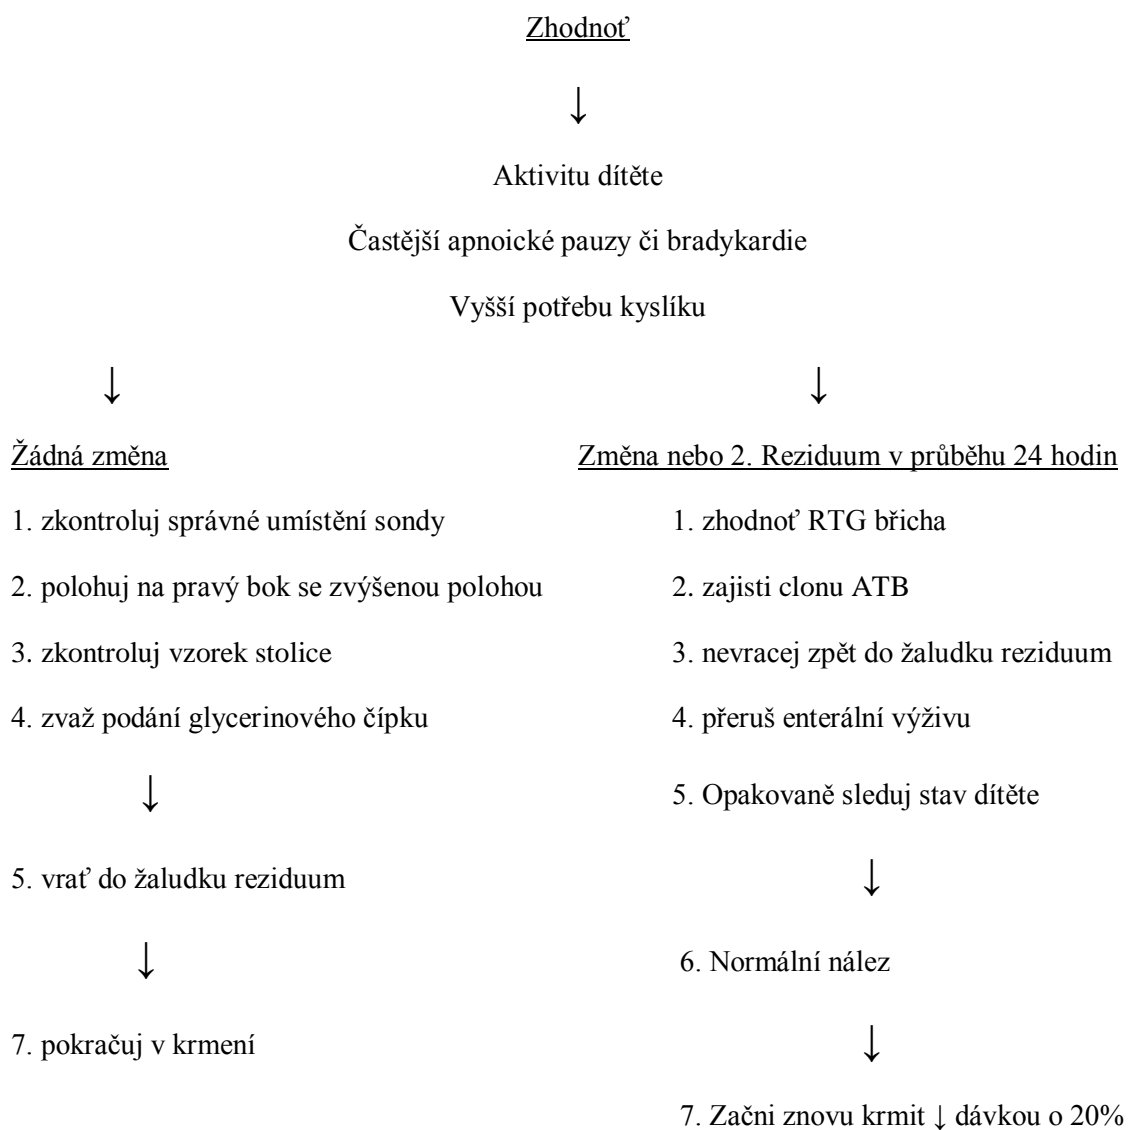 Zhodnoť
↓
Aktivitu dítěte
Častější apnoické pauzy či bradykardie
Vyšší potřebu kyslíku
↓ ↓
Žádná změna
1. zkontroluj správné umístění sondy
2. polohuj na pravý bok se zvýšenou polohou
3. zkontroluj vzorek stolice
4. zvaž podání glycerinového čípku
↓
5. vrať do žaludku reziduum
↓
7. pokračuj v krmení
Změna nebo 2. Reziduum v průběhu 24 hodin
1. zhodnoť RTG břicha
2. zajisti clonu ATB
3. nevracej zpět do žaludku reziduum
4. přeruš enterální výživu
5. Opakovaně sleduj stav dítěte
↓
6. Normální nález
↓
7. Začni znovu krmit ↓ dávkou o 20%